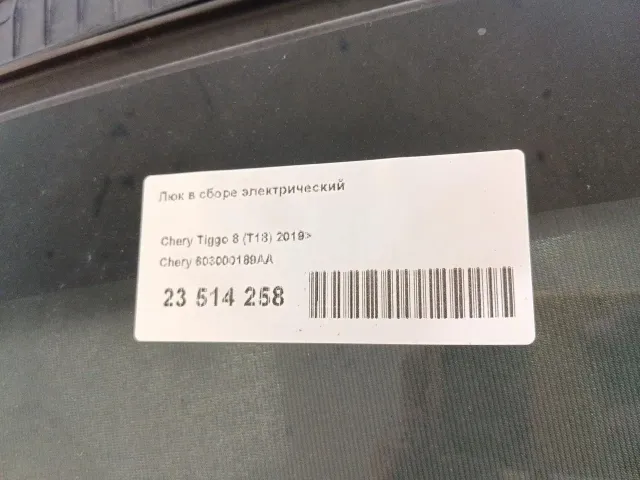 Люк в сборе электрический
Chery Tiggo 8 (T18) 2019>
Chery 603000189AA
23 514 258